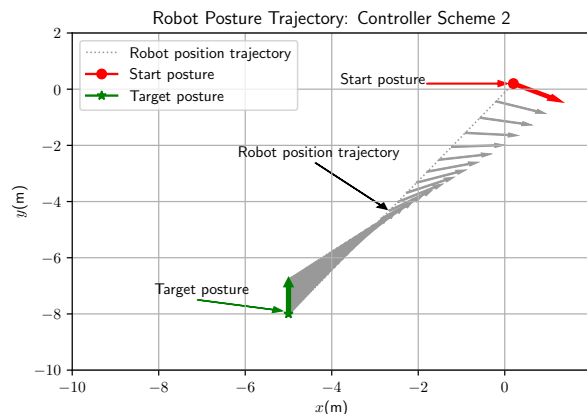 Robot Posture Trajectory: Controller Scheme 2
Robot position trajectory
Start posture
Target posture
Start posture
Robot position trajectory
Target posture
2
0
−2
−4
−6
−8
−10
y(m)
−10
−8
−6
−4
−2
0
x(m)